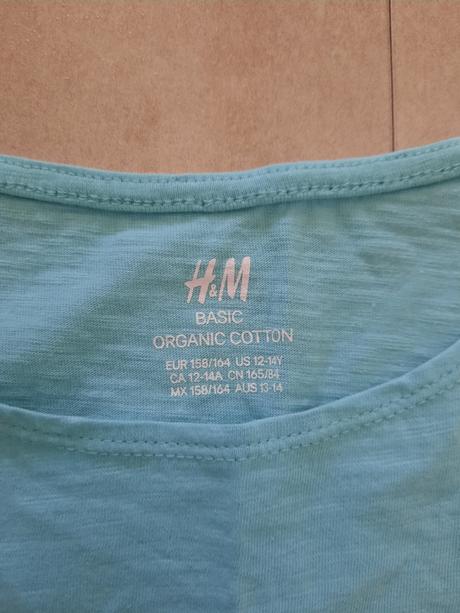 H&M
BASIC
ORGANIC COTTON
EUR 158/164 US 12-14Y
CA 12-14A CN 165/84
MX 158/164 AUS 13-14